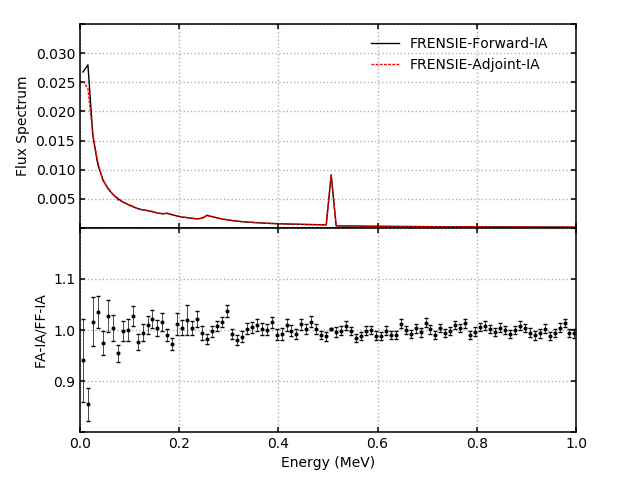 0.030
0.025
0.020
0.015
0.010
0.005
Flux Spectrum
FRENSIE-Forward-IA
FRENSIE-Adjoint-IA
1.1
1.0
0.9
FA-IA/FF-IA
0.0 0.2 0.4 0.6 0.8 1.0
Energy (MeV)